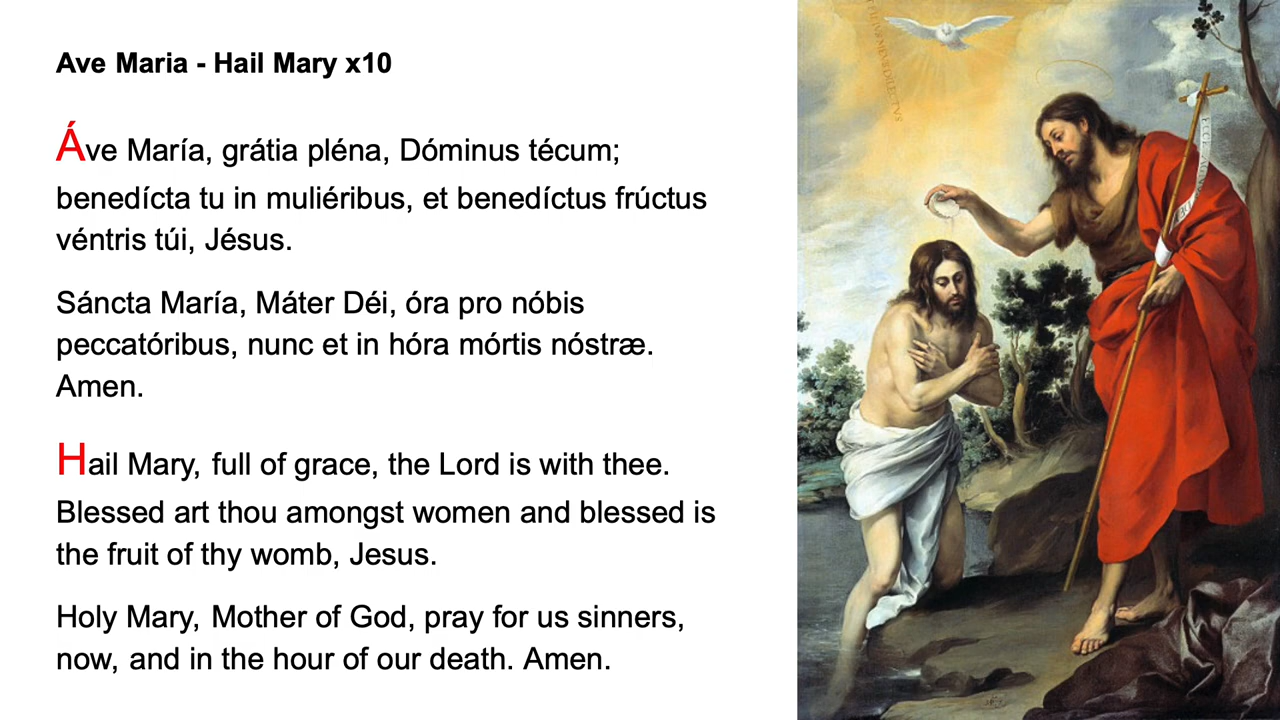 Ave Maria - Hail Mary x10
Áve María, grátia pléna, Dóminus técum;
benedícta tu in muliéribus, et benedíctus frúctus
véntris túi, Jésus.
Sáncta María, Máter Déi, óra pro nóbis
peccatóribus, nunc et in hóra mórtis nóstræ.
Amen.
Hail Mary, full of grace, the Lord is with thee.
Blessed art thou amongst women and blessed is
the fruit of thy womb, Jesus.
Holy Mary, Mother of God, pray for us sinners,
now, and in the hour of our death. Amen.